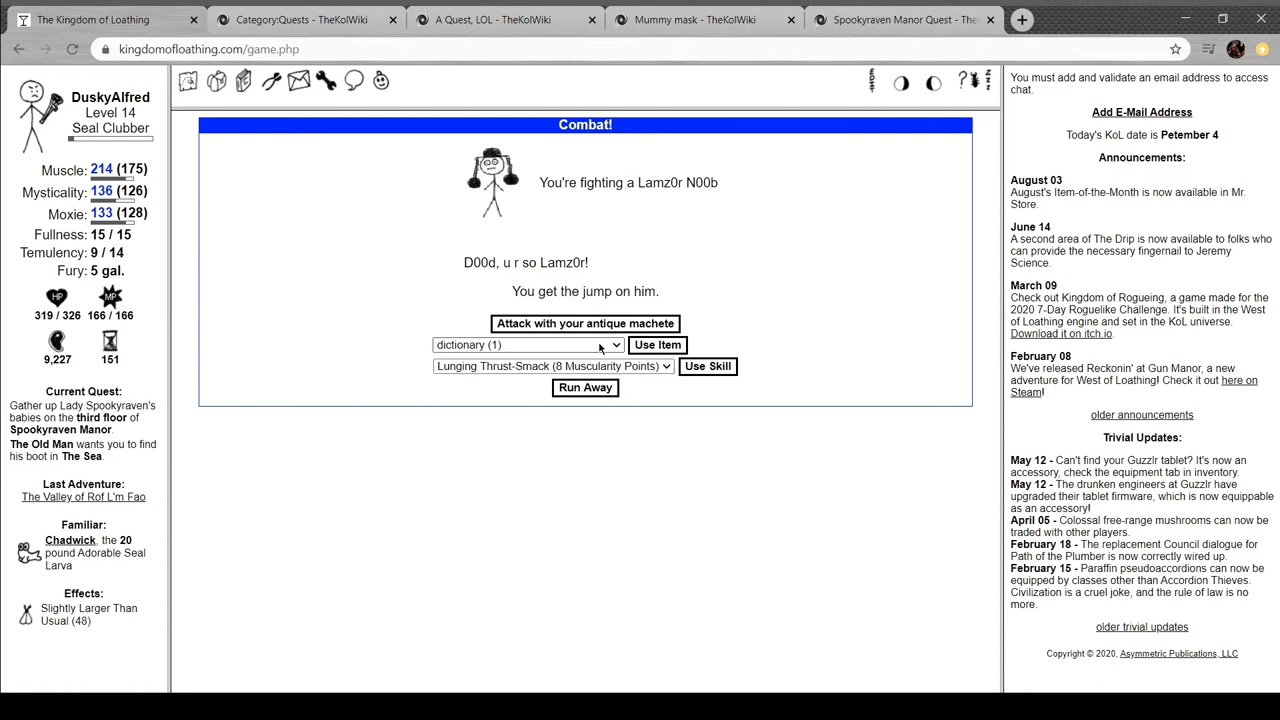 The Kingdom of Loathing
Category:Quests - TheKolWiki
A Quest, LOL - TheKolWiki
Mummy mask - TheKolWiki
Spookyraven Manor Quest - The
kingdomofloathing.com/game.php
DuskyAlfred
Level 14
Seal Clubber
Muscle: 214 (175)
Mysticality: 136 (126)
Moxie: 133 (128)
Fullness: 15 / 15
Temulency: 9 / 14
Fury: 5 gal.
HP
MP
319 / 326
166 / 166
9,227
151
Current Quest:
Gather up Lady Spookyraven's
babies on the third floor of
Spookyraven Manor.
The Old Man wants you to find
his boot in The Sea.
Last Adventure:
The Valley of Rof L'm Fao
Familiar:
Chadwick, the 20
pound Adorable Seal
Larva
Effects:
Slightly Larger Than
Usual (48)
Combat!
You're fighting a Lamz0r N00b
D00d, u r so Lamz0r!
You get the jump on him.
Attack with your antique machete
dictionary (1)
Use Item
Lunging Thrust-Smack (8 Muscularity Points)
Use Skill
Run Away
You must add and validate an email address to access
chat.
Add E-Mail Address
Today's KoL date is Petember 4
Announcements:
August 03
August's Item-of-the-Month is now available in Mr.
Store.
June 14
A second area of The Drip is now available to folks who
can provide the necessary fingernail to Jeremy
Science.
March 09
Check out Kingdom of Rogueing, a game made for the
2020 7-Day Roguelike Challenge. It's built in the West
of Loathing engine and set in the KoL universe.
Download it on itch.io.
February 08
We've released Reckonin' at Gun Manor, a new
adventure for West of Loathing! Check it out here on
Steam!
older announcements
Trivial Updates:
May 12 - Can't find your Guzzlr tablet? It's now an
accessory, check the equipment tab in inventory.
May 12 - The drunken engineers at Guzzlr have
upgraded their tablet firmware, which is now equippable
as an accessory!
April 05 - Colossal free-range mushrooms can now be
traded with other players.
February 18 - The replacement Council dialogue for
Path of the Plumber is now correctly wired up.
February 15 - Paraffin pseudoaccordions can now be
equipped by classes other than Accordion Thieves.
Civilization is a cruel joke, and the rule of law is no
more.
older trivial updates
Copyright © 2020, Asymmetric Publications, LLC